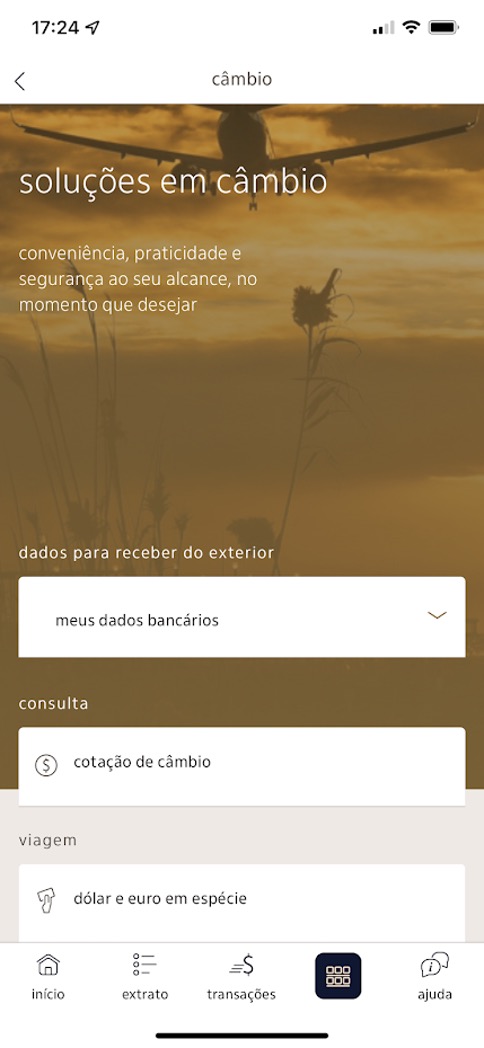 17:24
câmbio
soluções em câmbio
conveniência, praticidade e
segurança ao seu alcance, no
momento que desejar
dados para receber do exterior
meus dados bancários
consulta
cotação de câmbio
viagem
dólar e euro em espécie
início
extrato
transações
ajuda